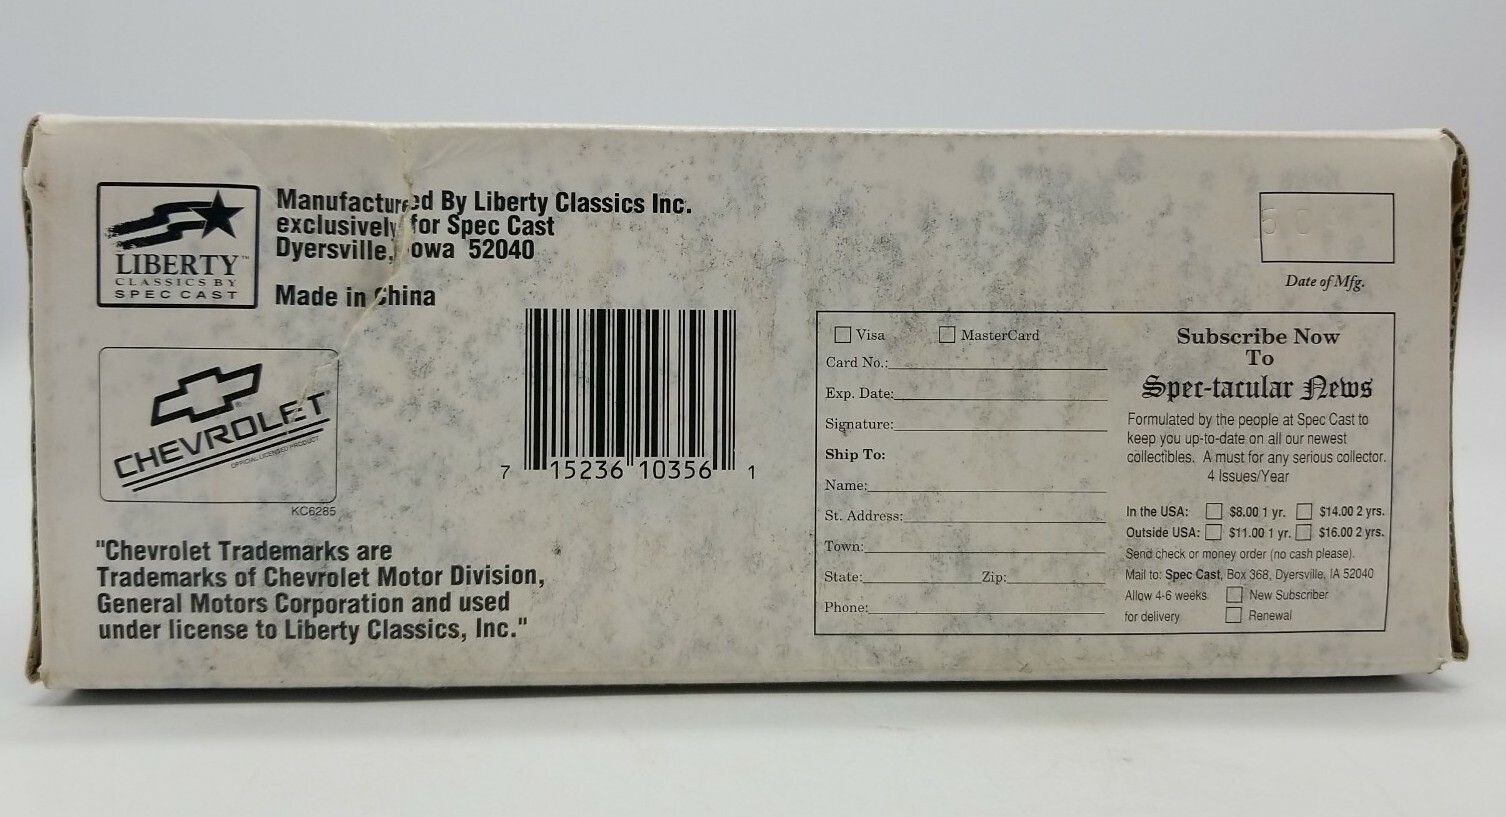 LIBERTY™
CLASSICS BY
SPEC CAST
Manufactured By Liberty Classics Inc.
exclusively for Spec Cast
Dyersville, Iowa 52040
Made in China
CHEVROLET
OFFICIAL LICENSED PRODUCT
KC6285
"Chevrolet Trademarks are
Trademarks of Chevrolet Motor Division,
General Motors Corporation and used
under license to Liberty Classics, Inc."
7 15236 10356 1
Date of Mfg.
Visa MasterCard
Card No.:
Exp. Date:
Signature:
Ship To:
Name:
St. Address:
Town:
State: Zip:
Phone:
Subscribe Now
To
Spec-tacular News
Formulated by the people at Spec Cast to
keep you up-to-date on all our newest
collectibles. A must for any serious collector.
4 Issues/Year
In the USA: $8.00 1 yr. $14.00 2 yrs.
Outside USA: $11.00 1 yr. $16.00 2 yrs.
Send check or money order (no cash please).
Mail to: Spec Cast, Box 368, Dyersville, IA 52040
Allow 4-6 weeks New Subscriber
for delivery Renewal